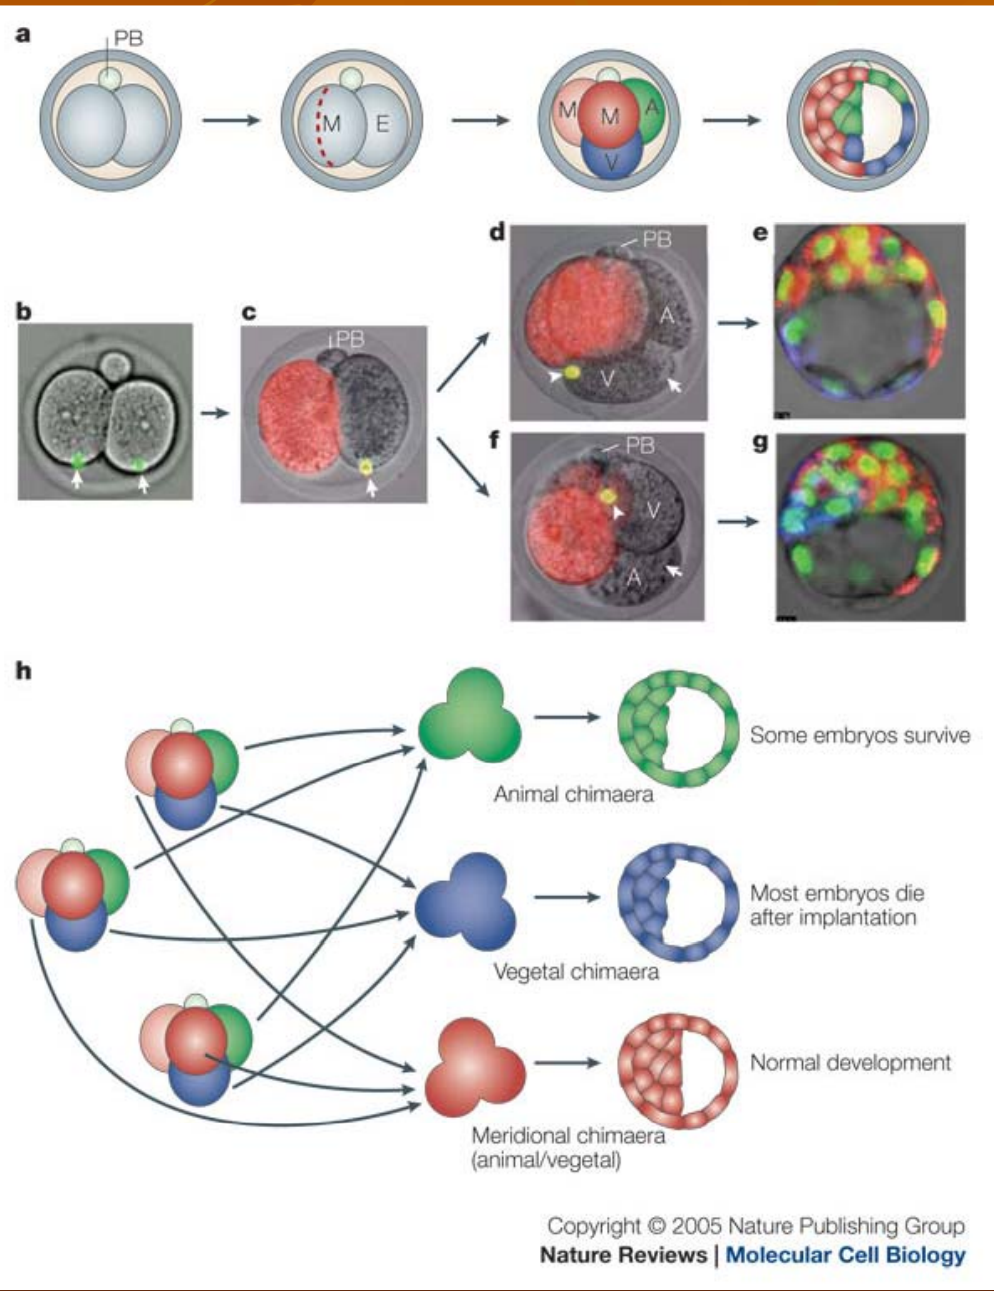 a
PB
M
E
M
M
A
V
b
c
PB
d
PB
A
V
e
f
PB
V
A
g
h
Some embryos survive
Animal chimaera
Most embryos die
after implantation
Vegetal chimaera
Normal development
Meridional chimaera
(animal/vegetal)
Copyright © 2005 Nature Publishing Group
Nature Reviews | Molecular Cell Biology